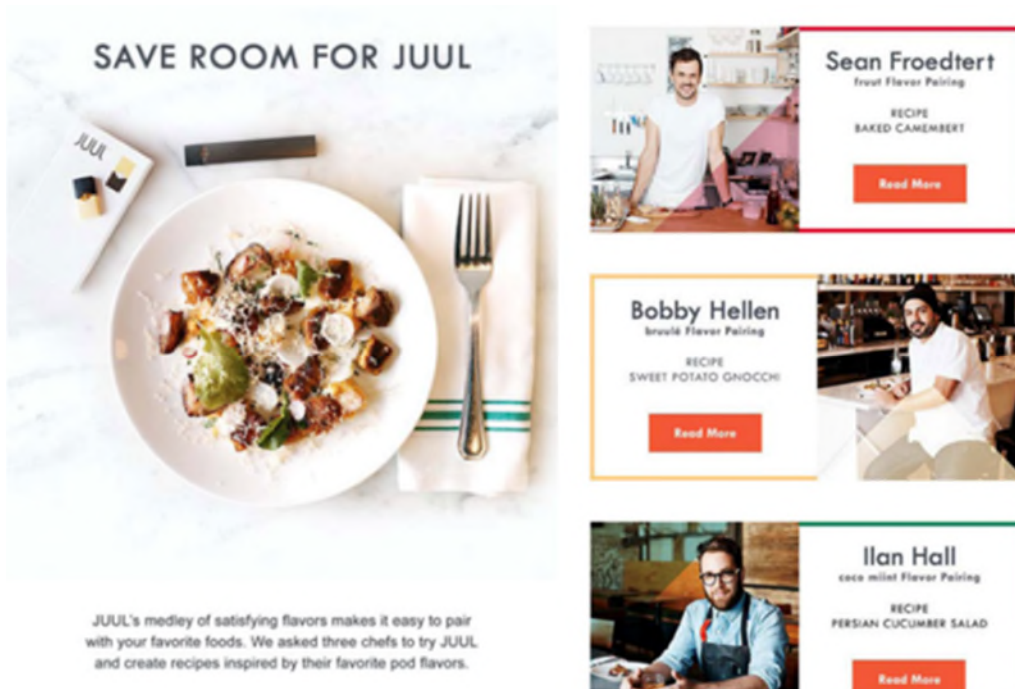 SAVE ROOM FOR JUUL
JUUL
JUUL's medley of satisfying flavors makes it easy to pair
with your favorite foods. We asked three chefs to try JUUL
and create recipes inspired by their favorite pod flavors.
Sean Froedtert
fruut Flavor Pairing
RECIPE
BAKED CAMEMBERT
Read More
Bobby Hellen
bruulé Flavor Pairing
RECIPE
SWEET POTATO GNOCCHI
Read More
Ilan Hall
coco miint Flavor Pairing
RECIPE
PERSIAN CUCUMBER SALAD
Read More